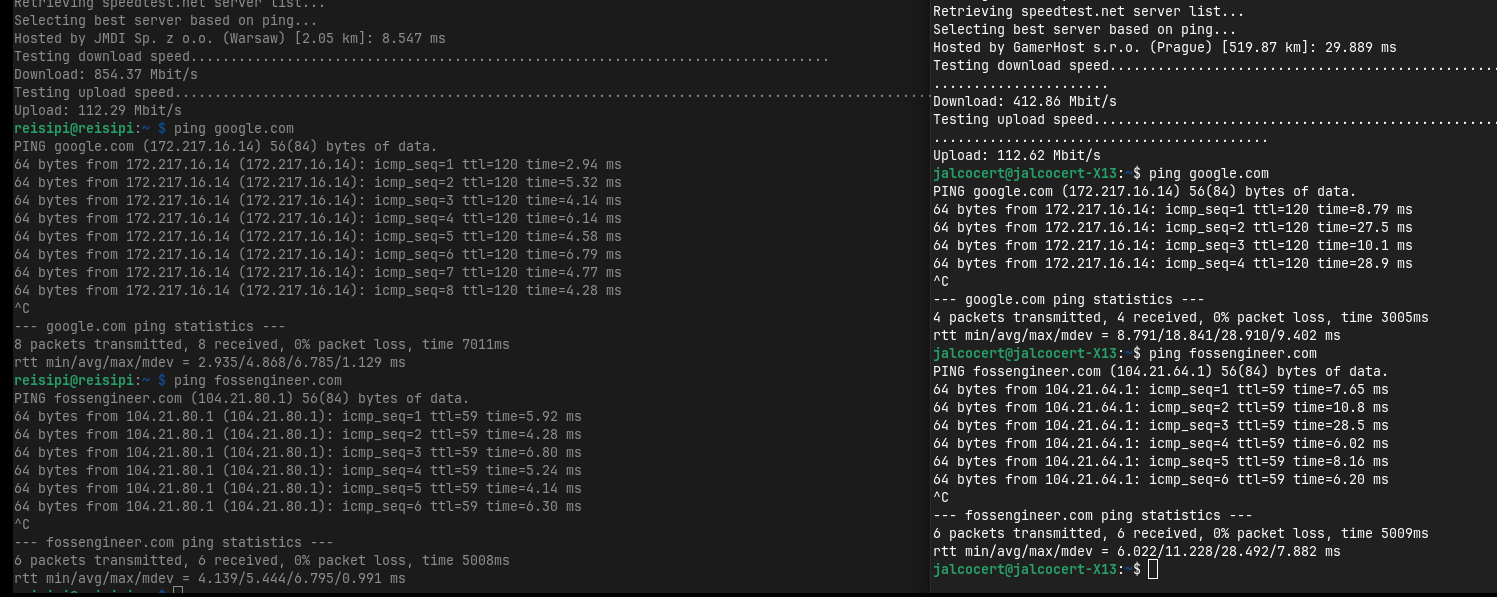 Retrieving speedtest.net server list...
Selecting best server based on ping...
Hosted by JMDI Sp. z o.o. (Warsaw) [2.05 km]: 8.547 ms
Testing download speed................................................................................
Download: 854.37 Mbit/s
Testing upload speed...............................................................................................
Upload: 112.29 Mbit/s
reisipi@reisipi:~ $ ping google.com
PING google.com (172.217.16.14) 56(84) bytes of data.
64 bytes from 172.217.16.14 (172.217.16.14): icmp_seq=1 ttl=120 time=2.94 ms
64 bytes from 172.217.16.14 (172.217.16.14): icmp_seq=2 ttl=120 time=5.32 ms
64 bytes from 172.217.16.14 (172.217.16.14): icmp_seq=3 ttl=120 time=4.14 ms
64 bytes from 172.217.16.14 (172.217.16.14): icmp_seq=4 ttl=120 time=6.14 ms
64 bytes from 172.217.16.14 (172.217.16.14): icmp_seq=5 ttl=120 time=4.58 ms
64 bytes from 172.217.16.14 (172.217.16.14): icmp_seq=6 ttl=120 time=6.79 ms
64 bytes from 172.217.16.14 (172.217.16.14): icmp_seq=7 ttl=120 time=4.77 ms
64 bytes from 172.217.16.14 (172.217.16.14): icmp_seq=8 ttl=120 time=4.28 ms
^C
--- google.com ping statistics ---
8 packets transmitted, 8 received, 0% packet loss, time 7011ms
rtt min/avg/max/mdev = 2.935/4.868/6.785/1.129 ms
reisipi@reisipi:~ $ ping fossengineer.com
PING fossengineer.com (104.21.80.1) 56(84) bytes of data.
64 bytes from 104.21.80.1 (104.21.80.1): icmp_seq=1 ttl=59 time=5.92 ms
64 bytes from 104.21.80.1 (104.21.80.1): icmp_seq=2 ttl=59 time=4.28 ms
64 bytes from 104.21.80.1 (104.21.80.1): icmp_seq=3 ttl=59 time=6.80 ms
64 bytes from 104.21.80.1 (104.21.80.1): icmp_seq=4 ttl=59 time=5.24 ms
64 bytes from 104.21.80.1 (104.21.80.1): icmp_seq=5 ttl=59 time=4.14 ms
64 bytes from 104.21.80.1 (104.21.80.1): icmp_seq=6 ttl=59 time=6.30 ms
^C
--- fossengineer.com ping statistics ---
6 packets transmitted, 6 received, 0% packet loss, time 5008ms
rtt min/avg/max/mdev = 4.139/5.444/6.795/0.991 ms
Retrieving speedtest.net server list...
Selecting best server based on ping...
Hosted by GamerHost s.r.o. (Prague) [519.87 km]: 29.889 ms
Testing download speed.................................................
......................
Download: 412.86 Mbit/s
Testing upload speed...................................................
..........................................
Upload: 112.62 Mbit/s
jalcocert@jalcocert-X13:~$ ping google.com
PING google.com (172.217.16.14) 56(84) bytes of data.
64 bytes from 172.217.16.14: icmp_seq=1 ttl=120 time=8.79 ms
64 bytes from 172.217.16.14: icmp_seq=2 ttl=120 time=27.5 ms
64 bytes from 172.217.16.14: icmp_seq=3 ttl=120 time=10.1 ms
64 bytes from 172.217.16.14: icmp_seq=4 ttl=120 time=28.9 ms
^C
--- google.com ping statistics ---
4 packets transmitted, 4 received, 0% packet loss, time 3005ms
rtt min/avg/max/mdev = 8.791/18.841/28.910/9.402 ms
jalcocert@jalcocert-X13:~$ ping fossengineer.com
PING fossengineer.com (104.21.64.1) 56(84) bytes of data.
64 bytes from 104.21.64.1: icmp_seq=1 ttl=59 time=7.65 ms
64 bytes from 104.21.64.1: icmp_seq=2 ttl=59 time=10.8 ms
64 bytes from 104.21.64.1: icmp_seq=3 ttl=59 time=28.5 ms
64 bytes from 104.21.64.1: icmp_seq=4 ttl=59 time=6.02 ms
64 bytes from 104.21.64.1: icmp_seq=5 ttl=59 time=8.16 ms
64 bytes from 104.21.64.1: icmp_seq=6 ttl=59 time=6.20 ms
^C
--- fossengineer.com ping statistics ---
6 packets transmitted, 6 received, 0% packet loss, time 5009ms
rtt min/avg/max/mdev = 6.022/11.228/28.492/7.882 ms
jalcocert@jalcocert-X13:~$